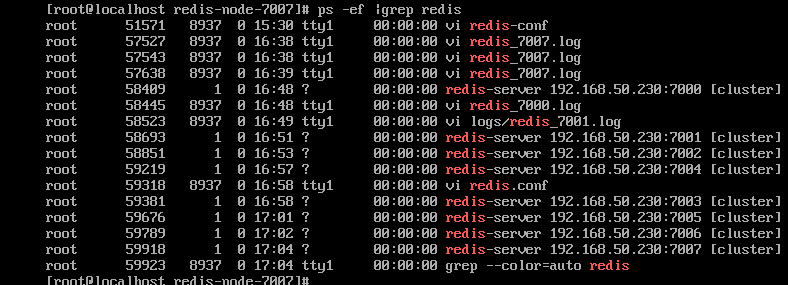 [root@localhost redis-node-7007]# ps -ef |grep redis
root 51571 8937 0 15:30 tty1 00:00:00 vi redis-conf
root 57527 8937 0 16:38 tty1 00:00:00 vi redis_7007.log
root 57543 8937 0 16:38 tty1 00:00:00 vi redis_7007.log
root 57638 8937 0 16:39 tty1 00:00:00 vi redis_7007.log
root 58409 1 0 16:48 ? 00:00:00 redis-server 192.168.50.230:7000 [cluster]
root 58445 8937 0 16:48 tty1 00:00:00 vi redis_7000.log
root 58523 8937 0 16:49 tty1 00:00:00 vi logs/redis_7001.log
root 58693 1 0 16:51 ? 00:00:00 redis-server 192.168.50.230:7001 [cluster]
root 58851 1 0 16:53 ? 00:00:00 redis-server 192.168.50.230:7002 [cluster]
root 59219 1 0 16:57 ? 00:00:00 redis-server 192.168.50.230:7004 [cluster]
root 59318 8937 0 16:58 tty1 00:00:00 vi redis.conf
root 59381 1 0 16:58 ? 00:00:00 redis-server 192.168.50.230:7003 [cluster]
root 59676 1 0 17:01 ? 00:00:00 redis-server 192.168.50.230:7005 [cluster]
root 59789 1 0 17:02 ? 00:00:00 redis-server 192.168.50.230:7006 [cluster]
root 59918 1 0 17:04 ? 00:00:00 redis-server 192.168.50.230:7007 [cluster]
root 59923 8937 0 17:04 tty1 00:00:00 grep --color=auto redis
[root@localhost redis-node-7007]#